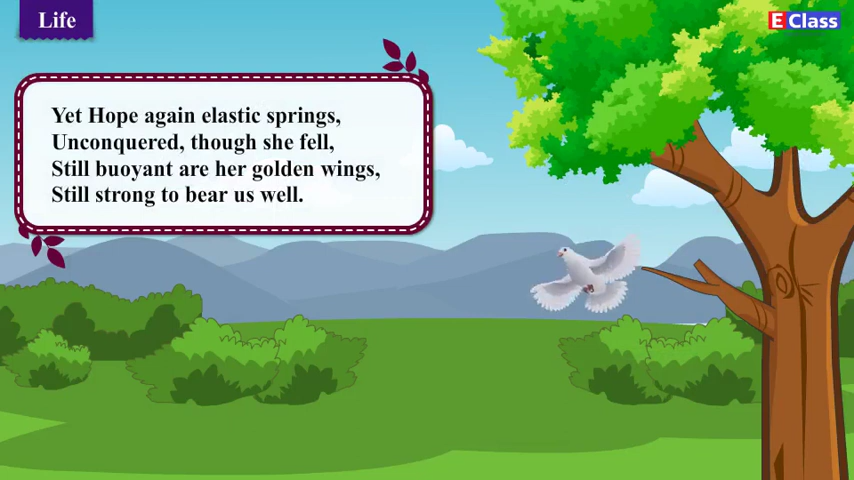 Life
E Class
Yet Hope again elastic springs,
Unconquered, though she fell,
Still buoyant are her golden wings,
Still strong to bear us well.